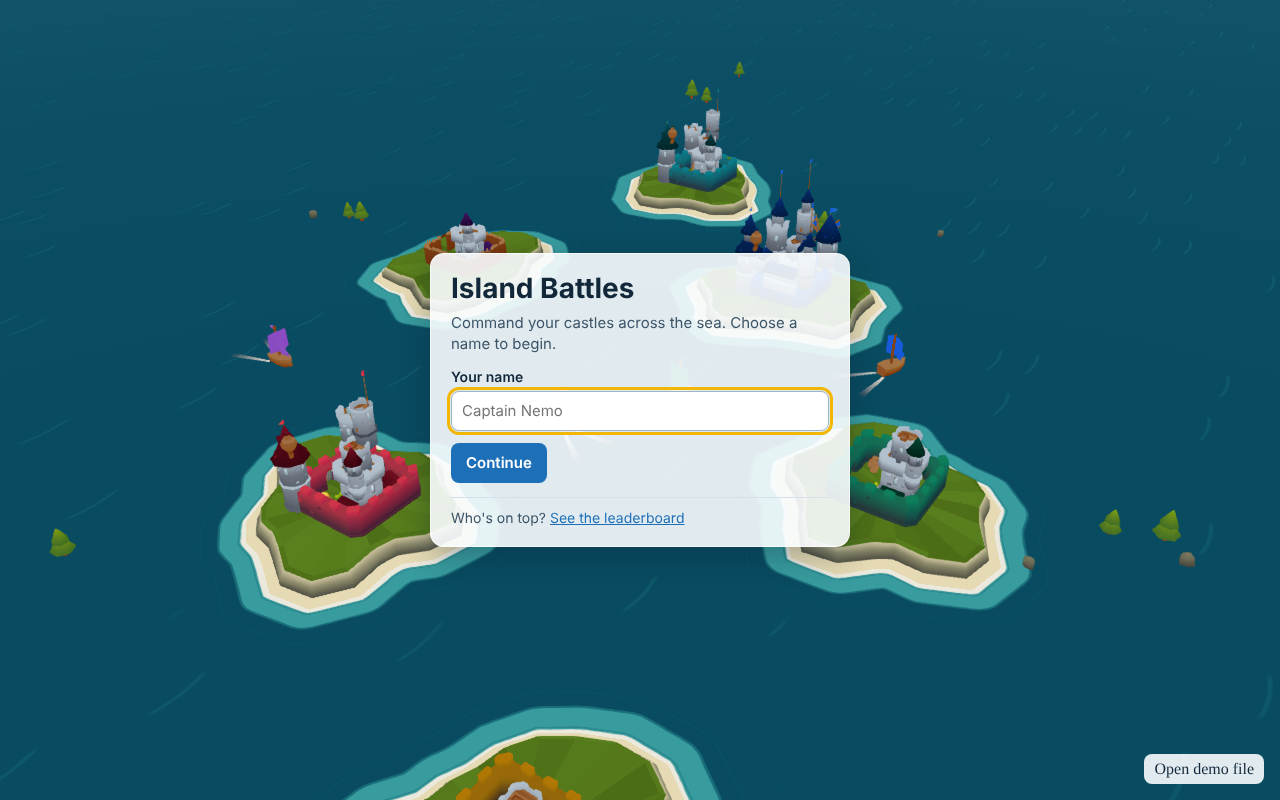 Island Battles
Command your castles across the sea. Choose a
name to begin.
Your name
Captain Nemo
Continue
Who's on top? See the leaderboard
Open demo file